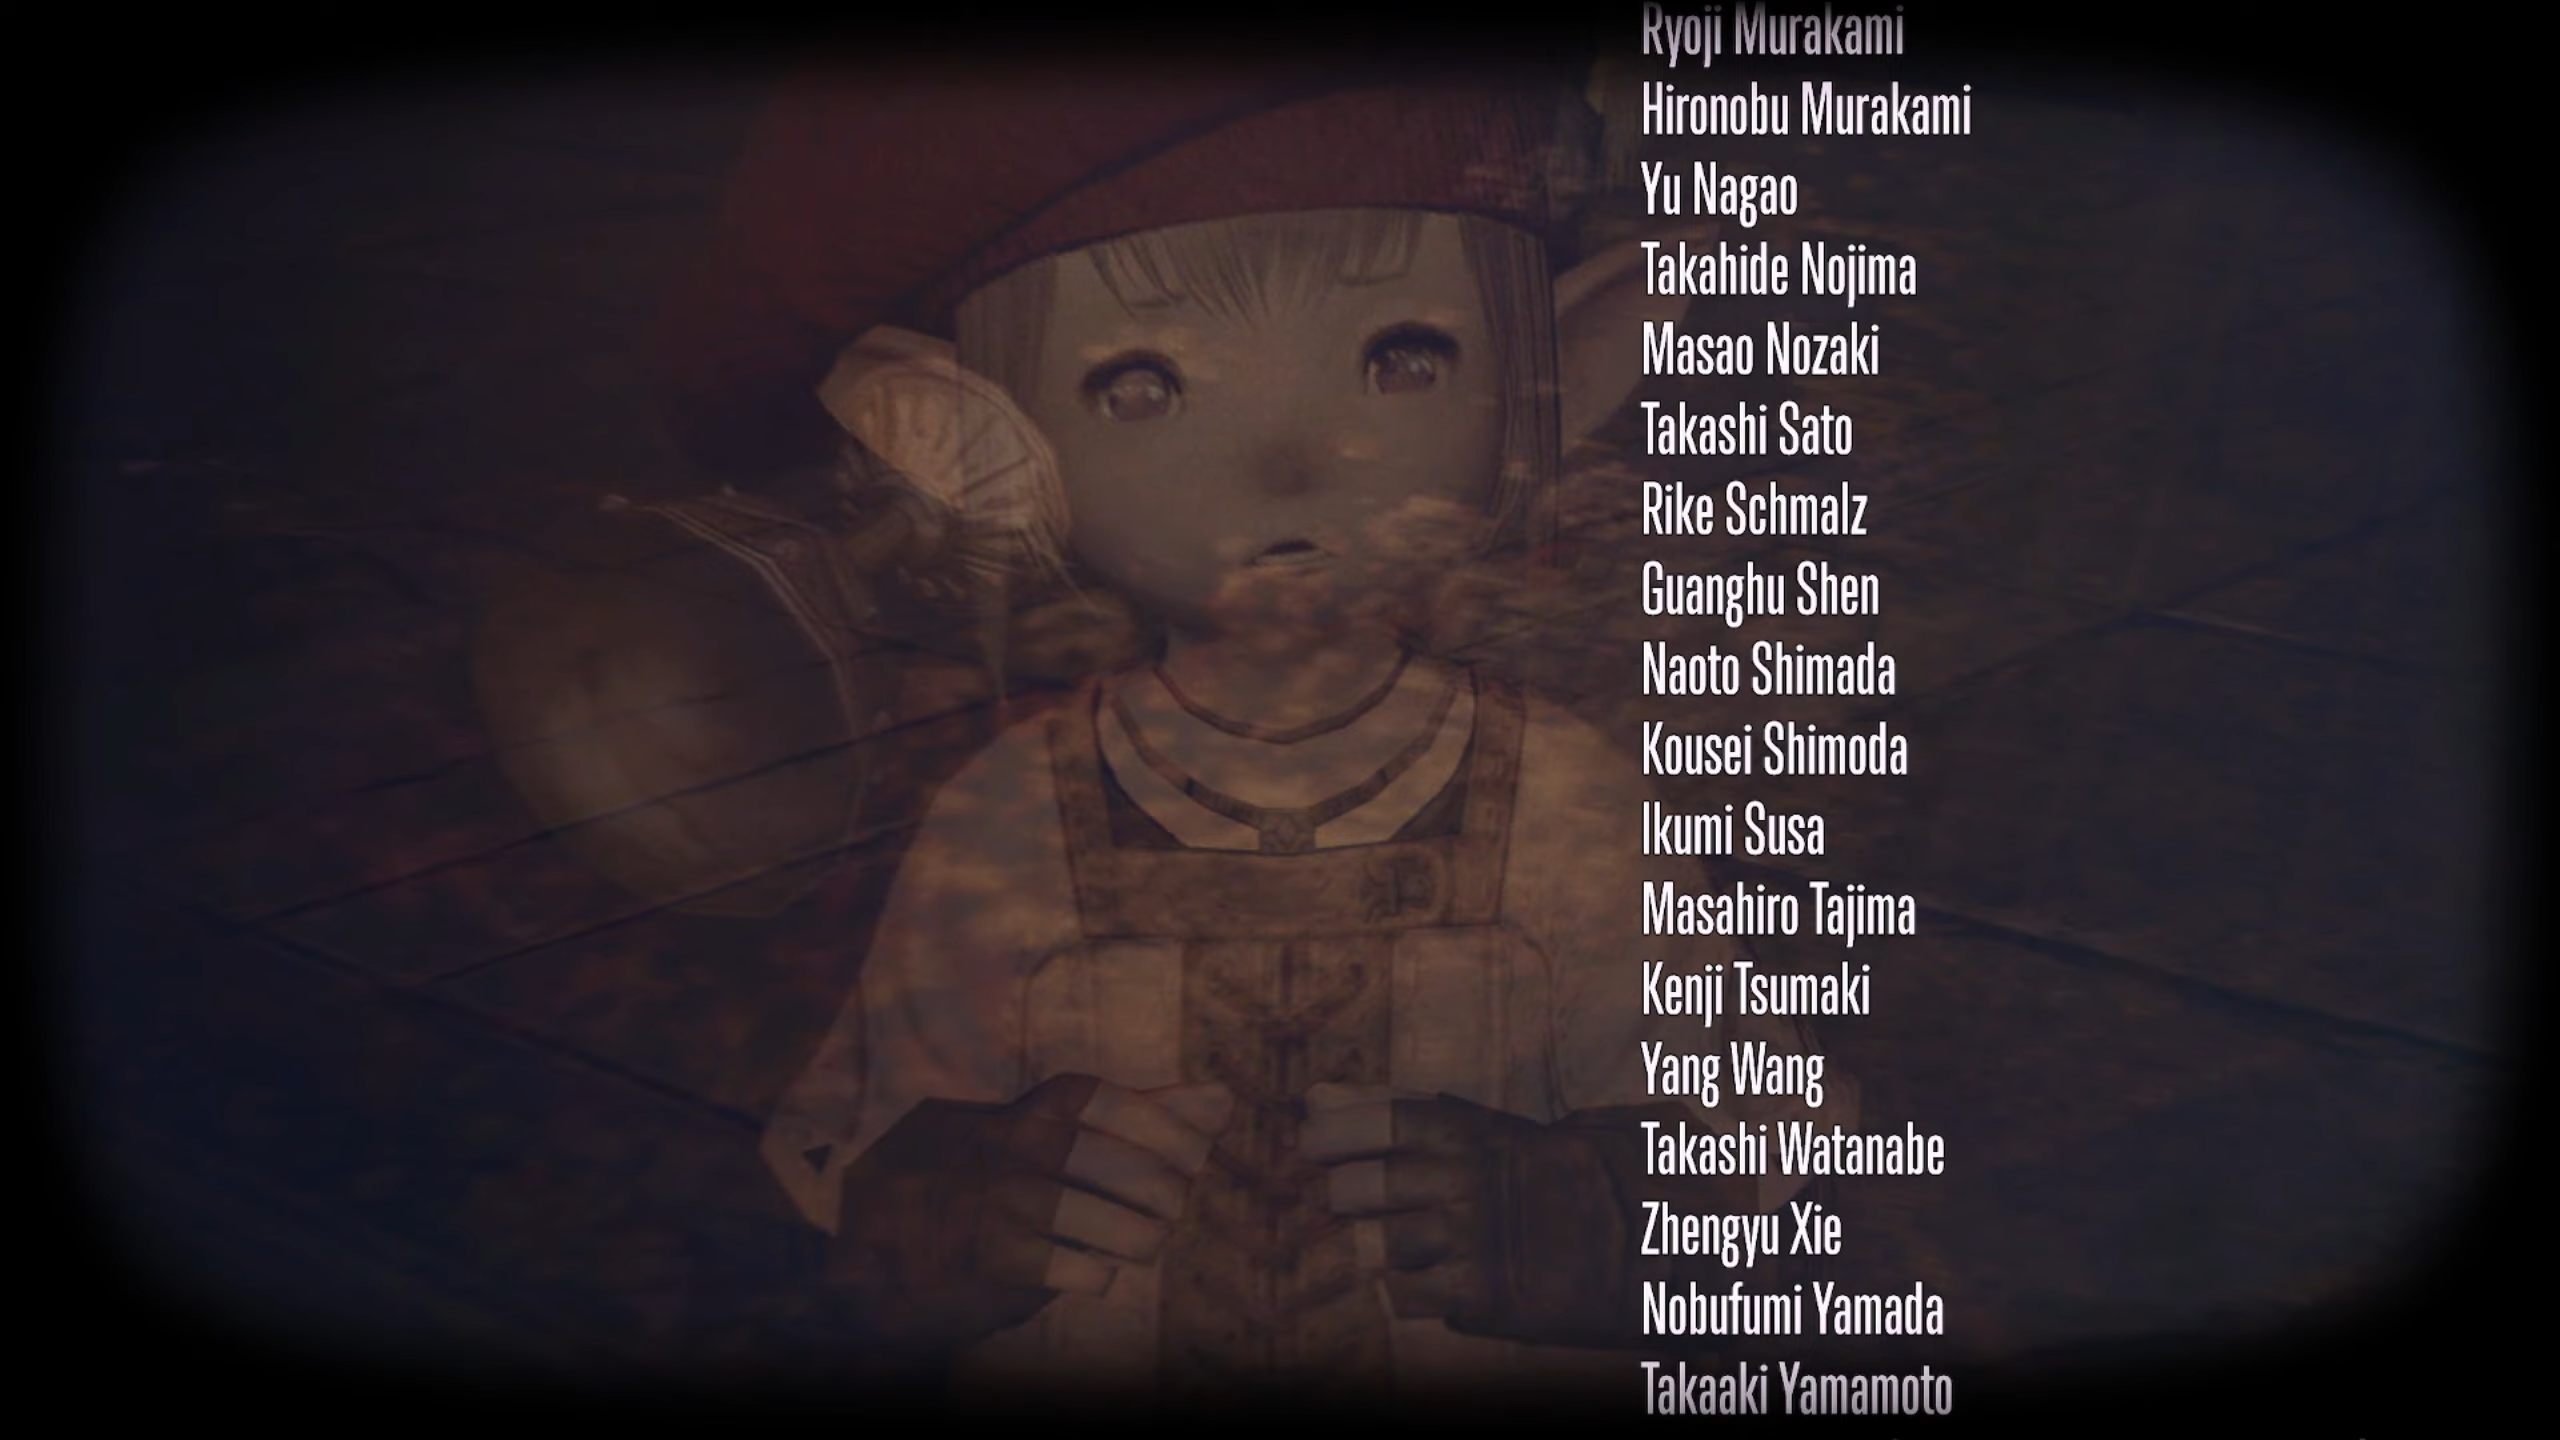 Ryoji Murakami
Hironobu Murakami
Yu Nagao
Takahide Nojima
Masao Nozaki
Takashi Sato
Rike Schmalz
Guanghu Shen
Naoto Shimada
Kousei Shimoda
Ikumi Susa
Masahiro Tajima
Kenji Tsumaki
Yang Wang
Takashi Watanabe
Zhengyu Xie
Nobufumi Yamada
Takaaki Yamamoto